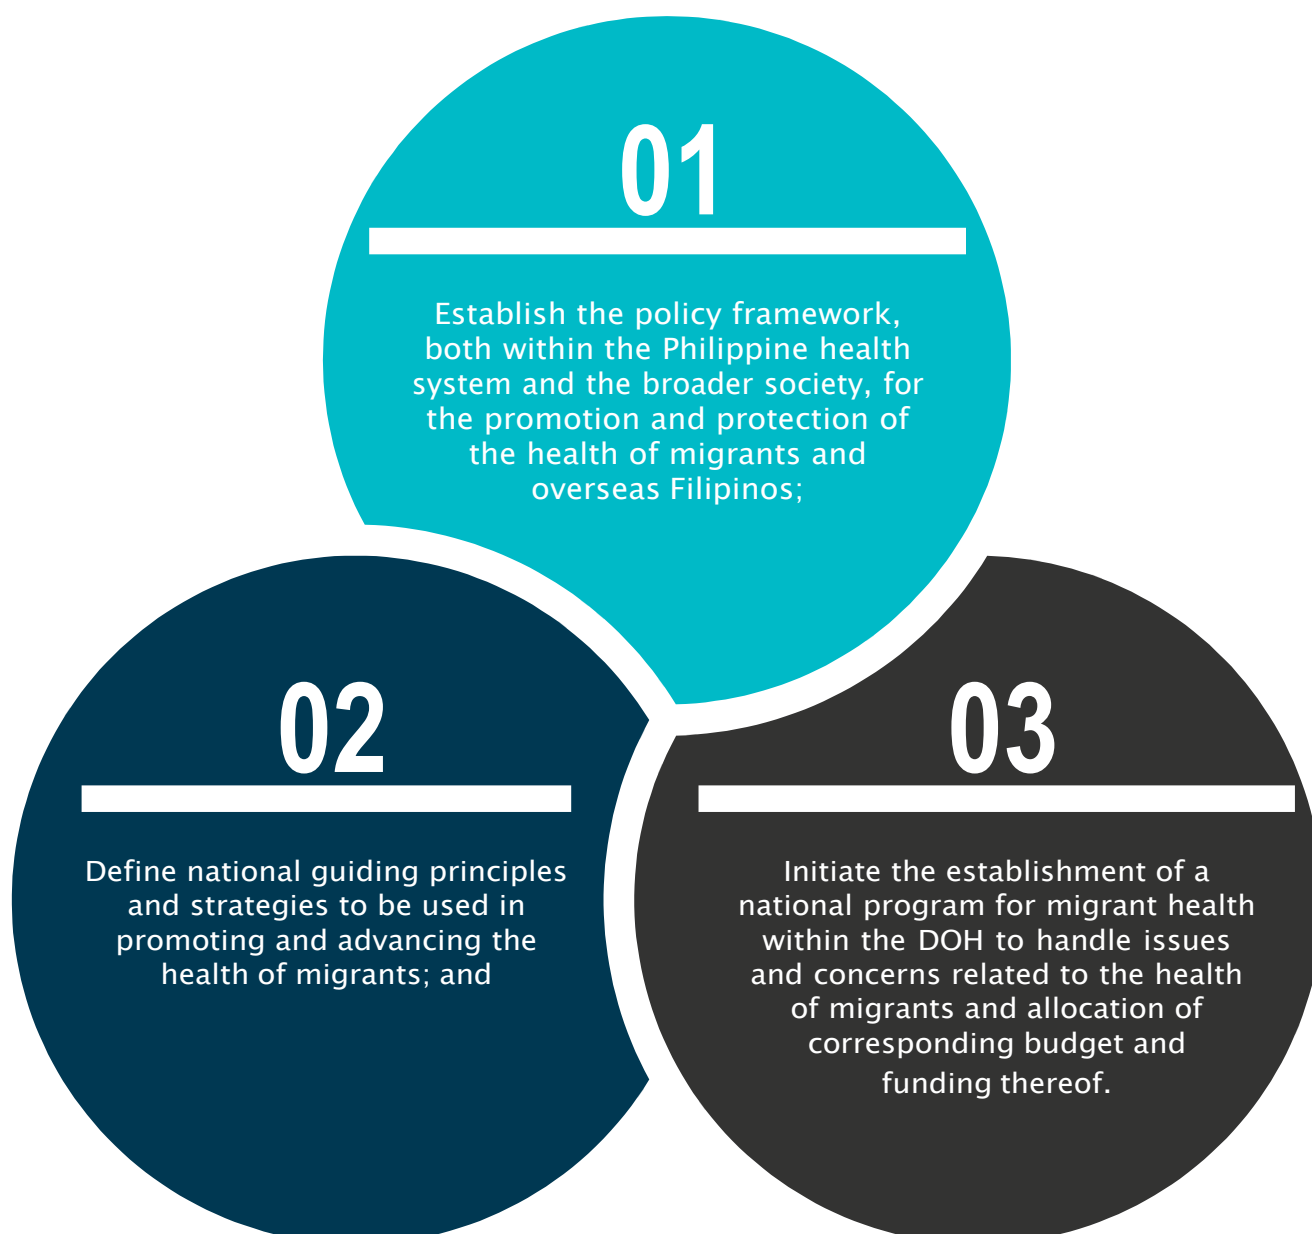 01
Establish the policy framework,
both within the Philippine health
system and the broader society, for
the promotion and protection of
the health of migrants and
overseas Filipinos;
02
Define national guiding principles
and strategies to be used in
promoting and advancing the
health of migrants; and
03
Initiate the establishment of a
national program for migrant health
within the DOH to handle issues
and concerns related to the health
of migrants and allocation of
corresponding budget and
funding thereof.